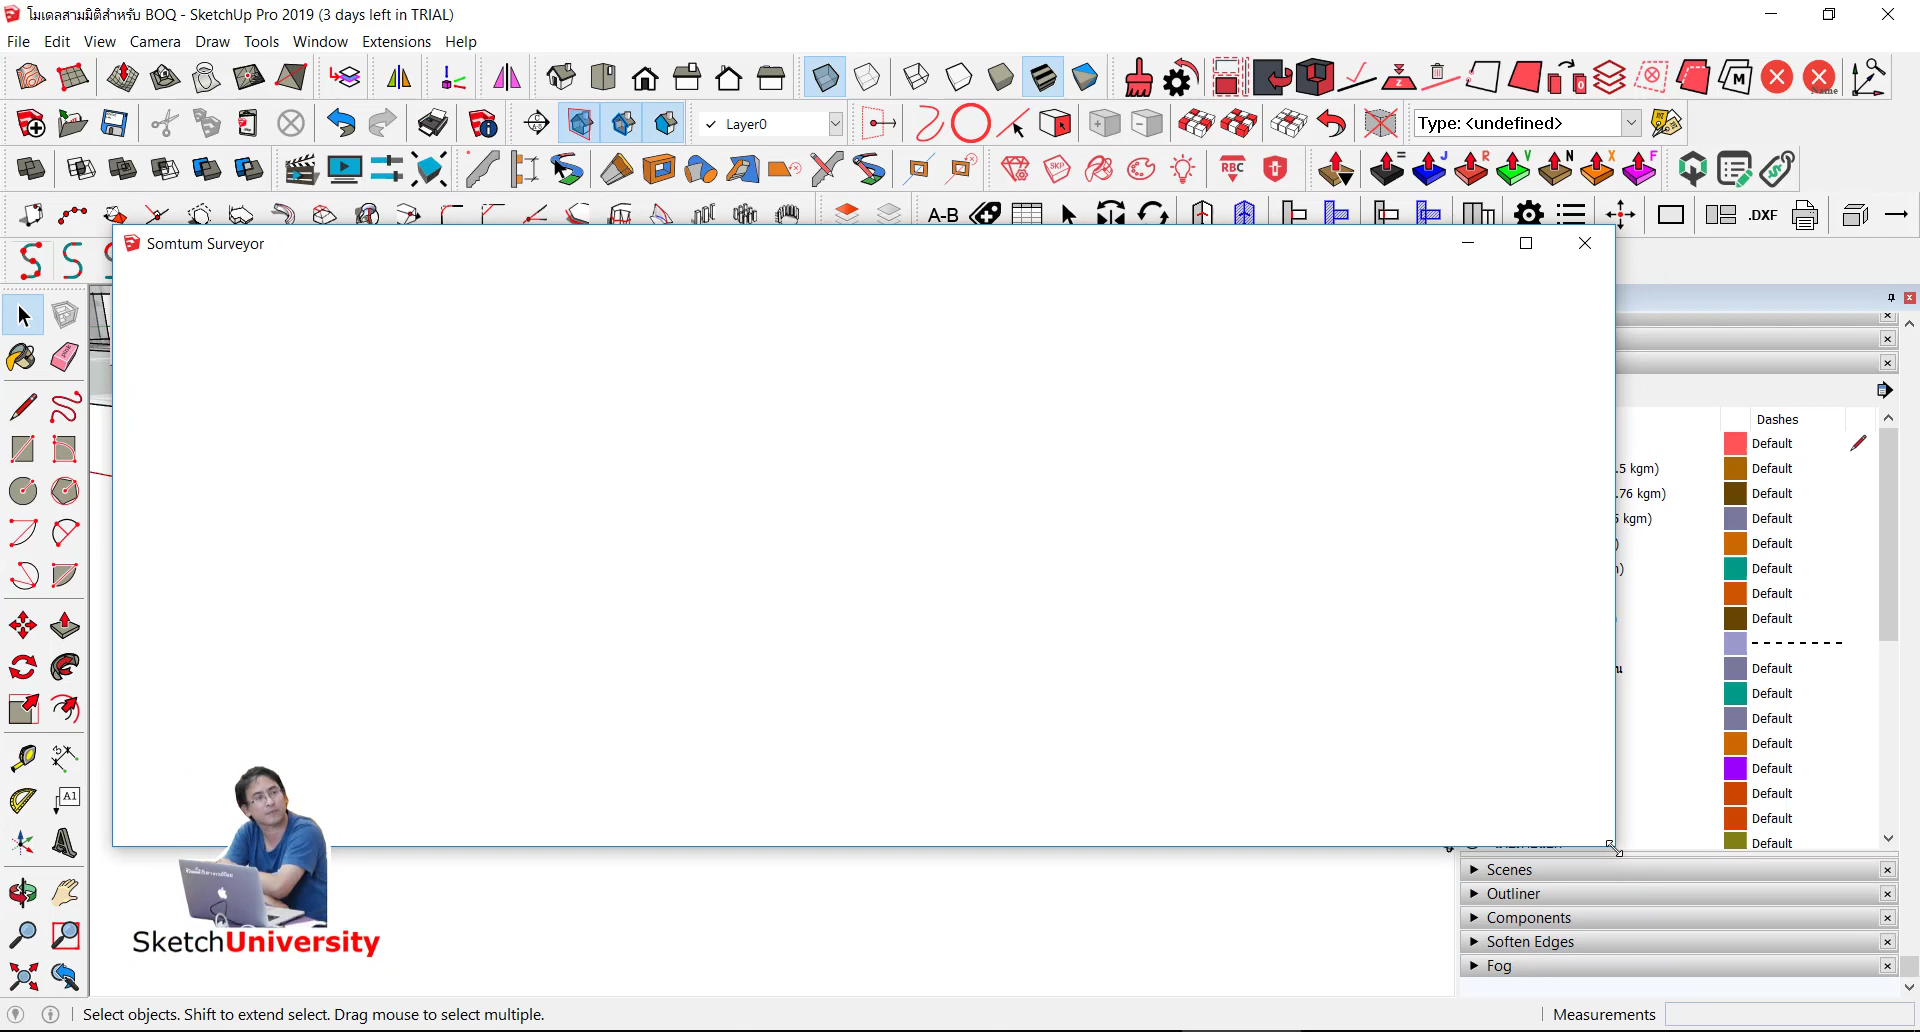 โมเดลสามมิติสำหรับ BOQ - SketchUp Pro 2019 (3 days left in TRIAL)
File Edit View Camera Draw Tools Window Extensions Help
Name
Layer0
Type: <undefined>
RBC
A-B
.DXF
Somtum Surveyor
Dashes
Default
.5 kgm) Default
.76 kgm) Default
5 kgm) Default
Default
Default
Default
Default
Default
Default
Default
Default
Default
Default
Default
Default
Scenes
Outliner
Components
Soften Edges
Fog
SketchUniversity
Select objects. Shift to extend select. Drag mouse to select multiple.
Measurements